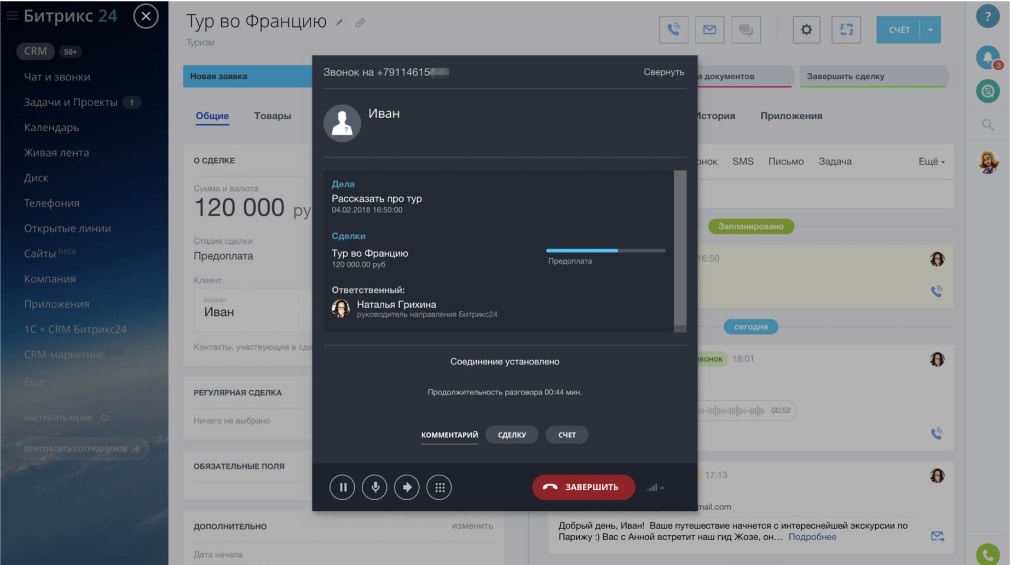 Битрикс 24
CRM 50+
Чат и звонки
Задачи и Проекты 1
Календарь
Живая лента
Диск
Телефония
Открытые линии
Сайты beta
Компания
Приложения
1С + CRM Битрикс24
CRM-маркетинг
Ещё
НАСТРОИТЬ МЕНЮ
ПРИГЛАСИТЬ СОТРУДНИКОВ +
Тур во Францию
Туризм
СЧЁТ
Новая заявка
документов
Завершить сделку
Общие
Товары
История
Приложения
О СДЕЛКЕ
Сумма и валюта
120 000 ру
Стадия сделки
Предоплата
Клиент
контакт
Иван
Контакты, участвующие в сде
РЕГУЛЯРНАЯ СДЕЛКА
Ничего не выбрано
ОБЯЗАТЕЛЬНЫЕ ПОЛЯ
ДОПОЛНИТЕЛЬНО
изменить
Дата начала
Звонок на +79114615
Свернуть
Иван
Дела
Рассказать про тур
04.02.2018 16:50:00
Сделки
Тур во Францию
120 000.00 руб
Предоплата
Ответственный:
Наталья Грихина
руководитель направления Битрикс24
Соединение установлено
Продолжительность разговора 00:44 мин.
КОММЕНТАРИЙ
СДЕЛКУ
СЧЕТ
ЗАВЕРШИТЬ
онок
SMS
Письмо
Задача
Ещё
Запланировано
16:50
сегодня
вонок 18:01
00:52
17:13
mail.com
Добрый день, Иван! Ваше путешествие начнется с интереснейшей экскурсии по
Парижу :) Вас с Анной встретит наш гид Жозе, он... Подробнее
?
3